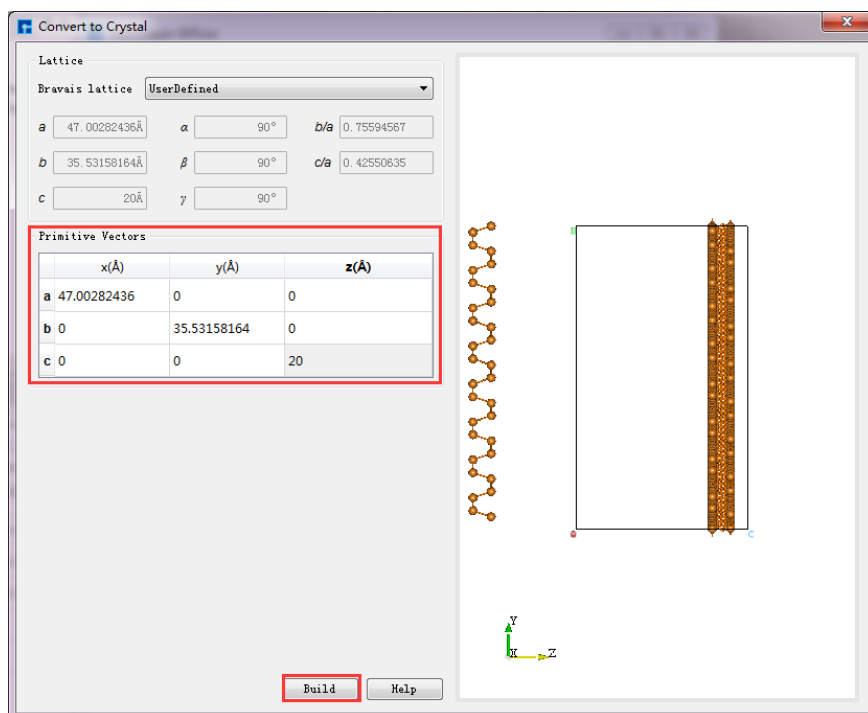 Convert to Crystal
Lattice
Bravais lattice UserDefined
a 47.00282436Å α 90° b/a 0.75594567
b 35.53158164Å β 90° c/a 0.42550635
c 20Å γ 90°
Primitive Vectors
x(Å) y(Å) z(Å)
a 47.00282436 0 0
b 0 35.53158164 0
c 0 0 20
Build Help
C
Y
X Z